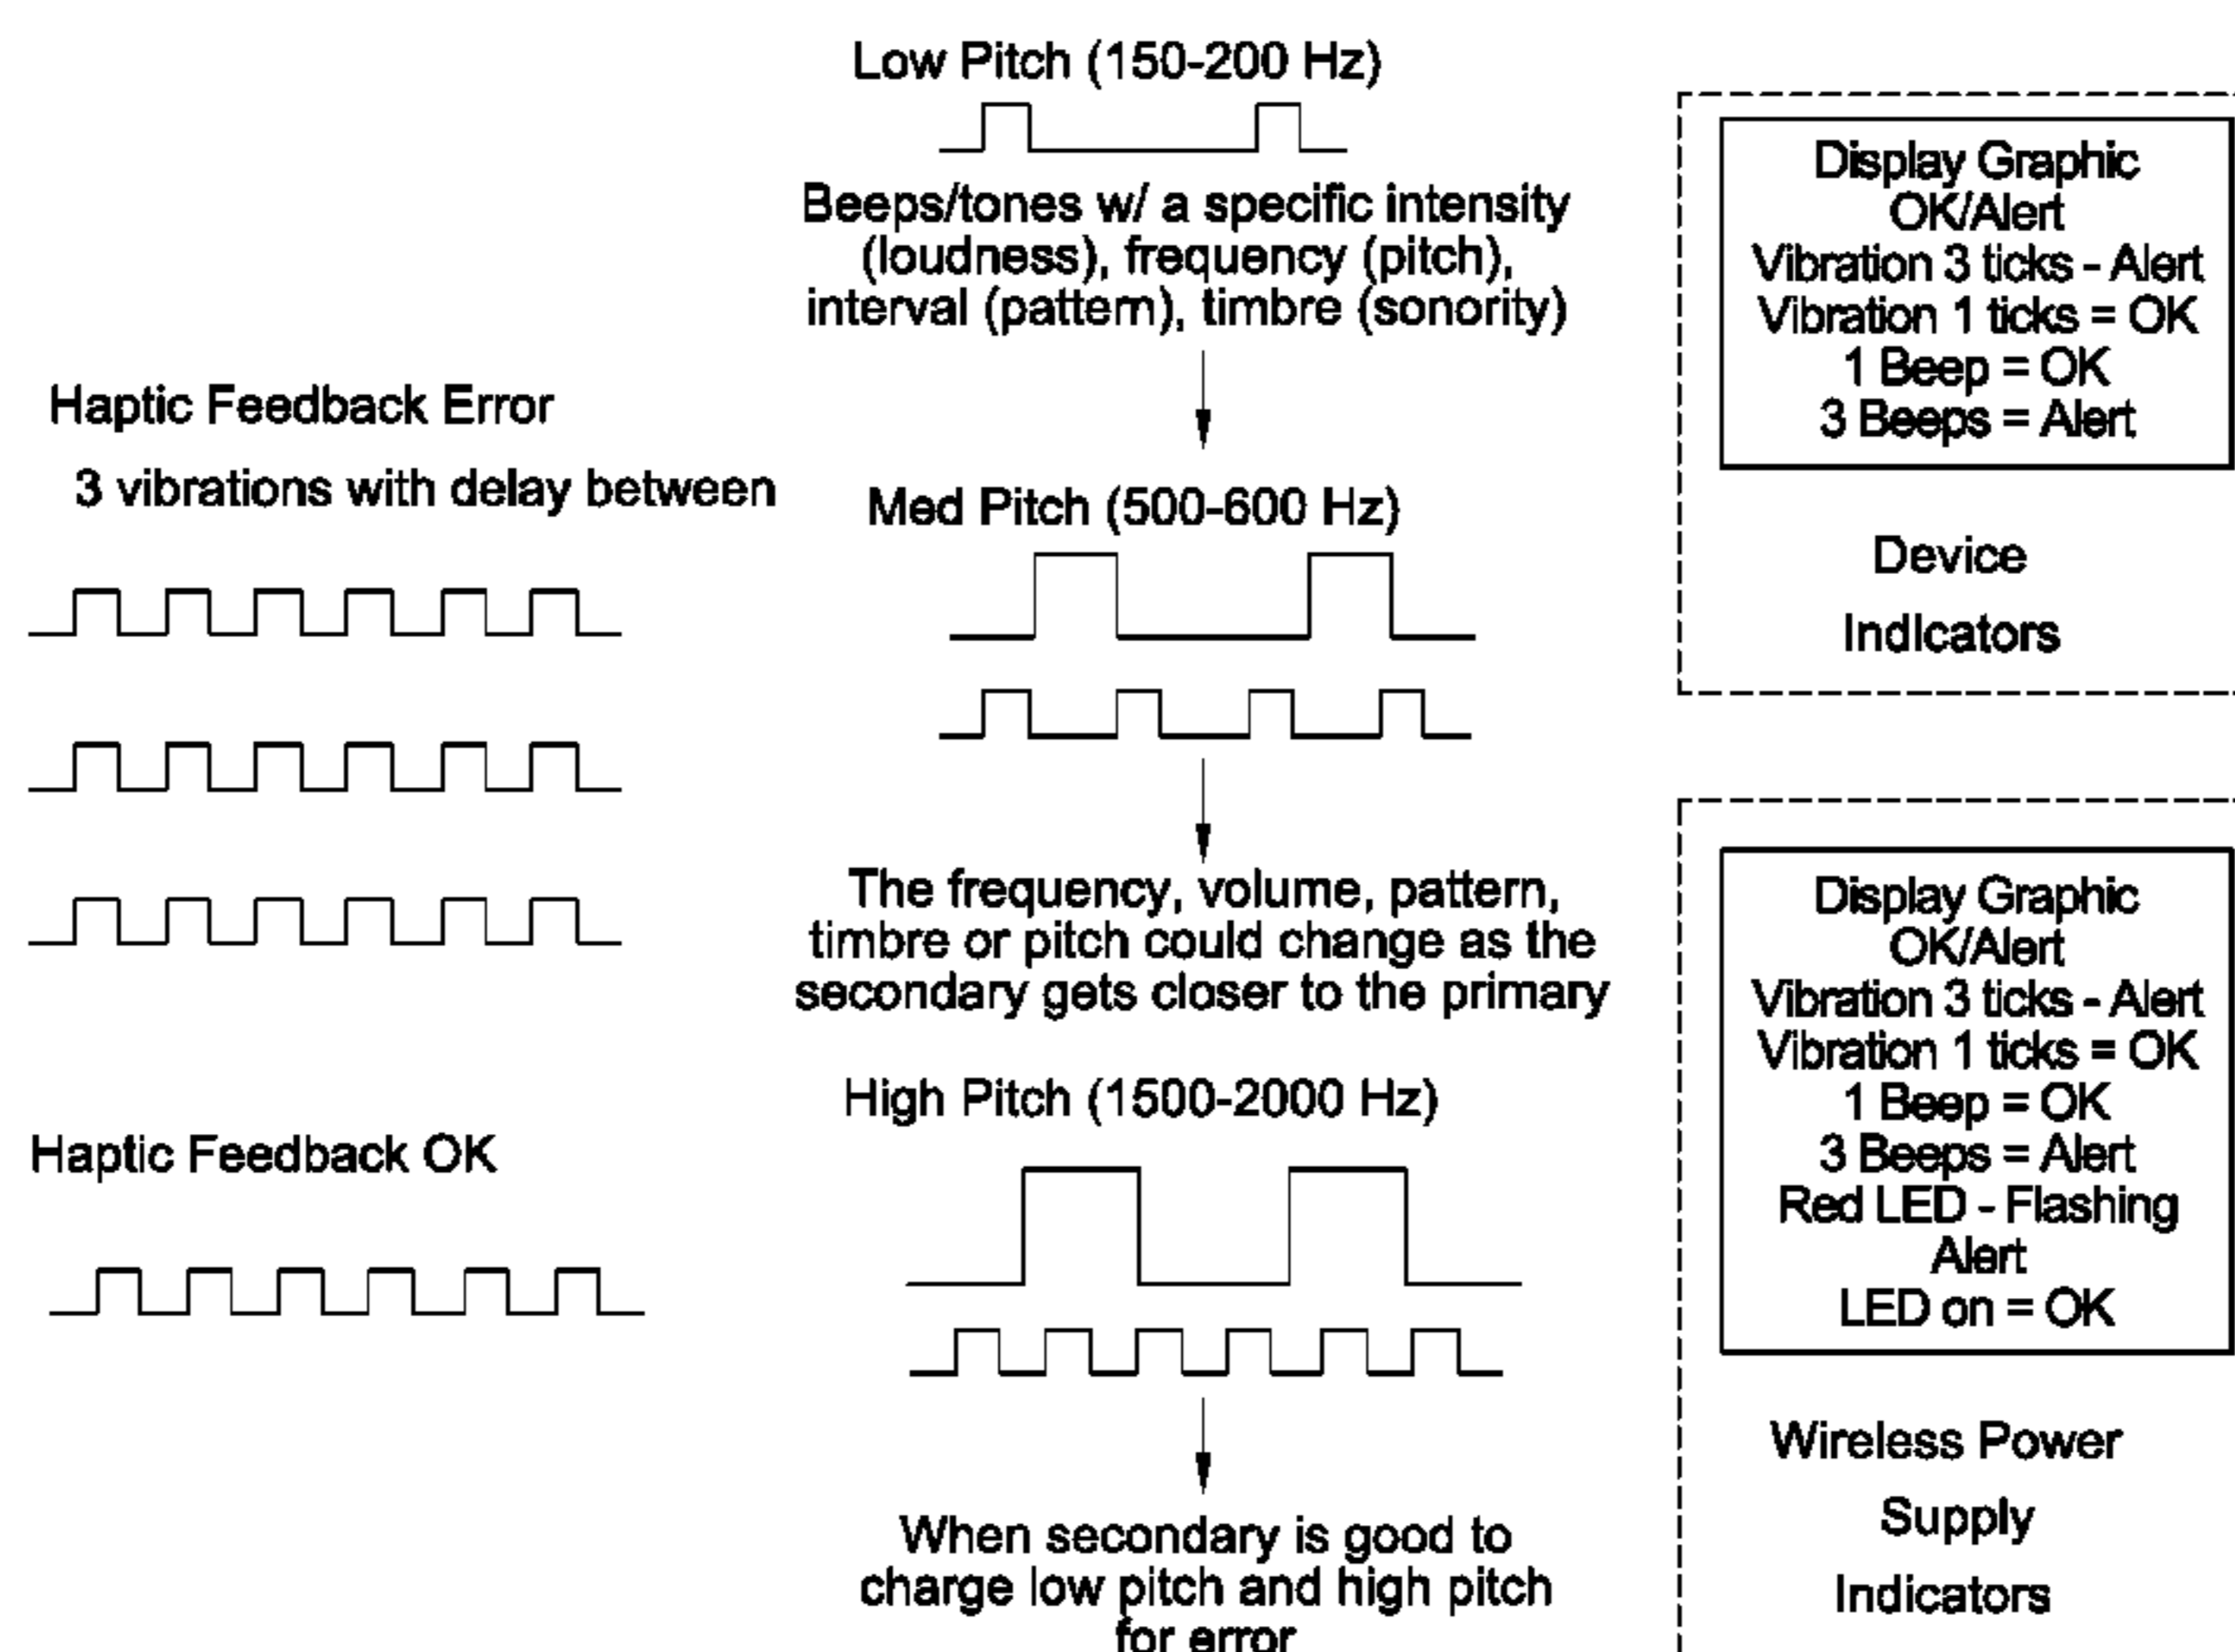 Haptic Feedback Error
3 vibrations with delay between
Haptic Feedback OK
Low Pitch (150-200 Hz)
Beeps/tones w/ a specific intensity
(loudness), frequency (pitch),
interval (pattern), timbre (sonority)
Med Pitch (500-600 Hz)
The frequency, volume, pattern,
timbre or pitch could change as the
secondary gets closer to the primary
High Pitch (1500-2000 Hz)
When secondary is good to
charge low pitch and high pitch
for error
Display Graphic
OK/Alert
Vibration 3 ticks - Alert
Vibration 1 ticks = OK
1 Beep = OK
3 Beeps = Alert
Device
Indicators
Display Graphic
OK/Alert
Vibration 3 ticks - Alert
Vibration 1 ticks = OK
1 Beep = OK
3 Beeps = Alert
Red LED - Flashing
Alert
LED on = OK
Wireless Power
Supply
Indicators